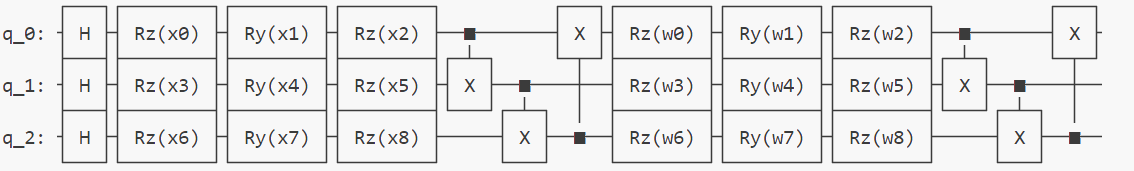 q_0: H Rz(x0) Ry(x1) Rz(x2) X Rz(w0) Ry(w1) Rz(w2) X
q_1: H Rz(x3) Ry(x4) Rz(x5) X Rz(w3) Ry(w4) Rz(w5) X
q_2: H Rz(x6) Ry(x7) Rz(x8) X Rz(w6) Ry(w7) Rz(w8) X